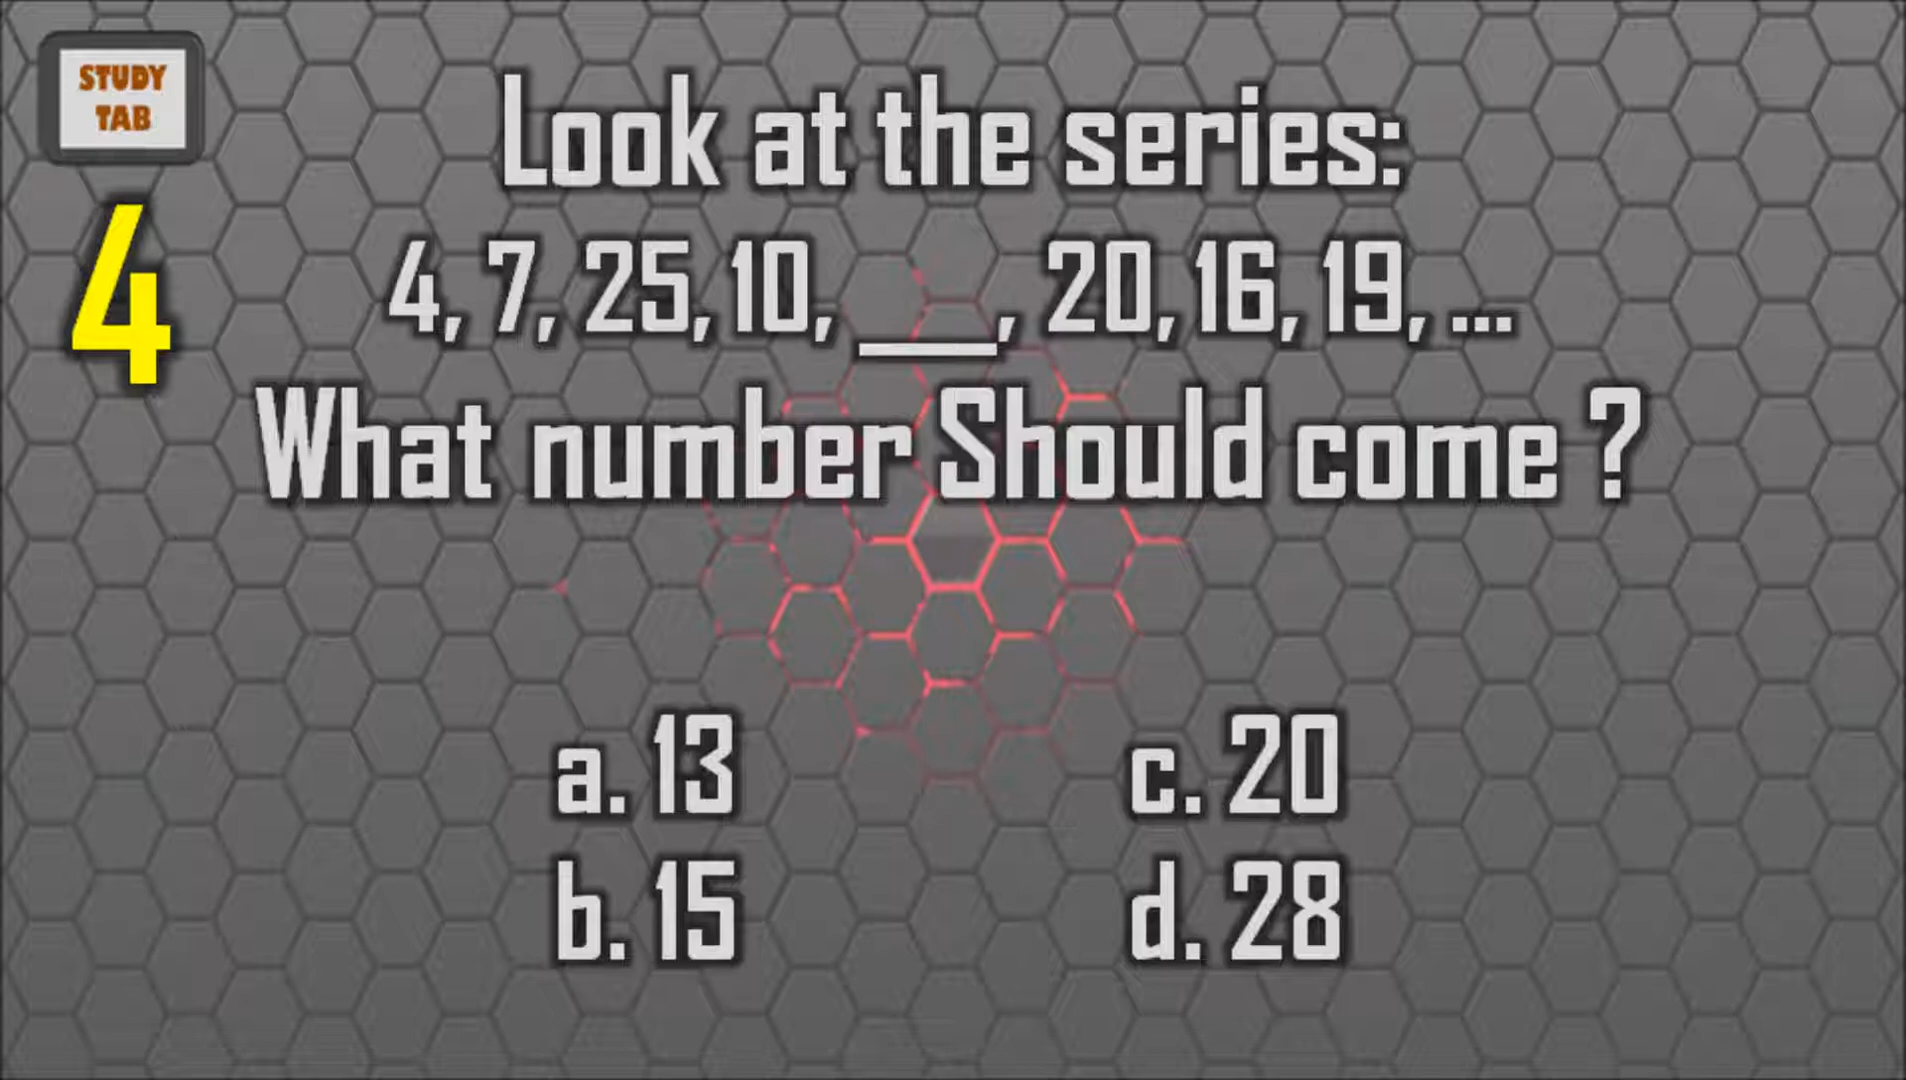 STUDY
TAB
4
Look at the series:
4, 7, 25, 10, __, 20, 16, 19, ...
What number Should come ?
a. 13
b. 15
c. 20
d. 28